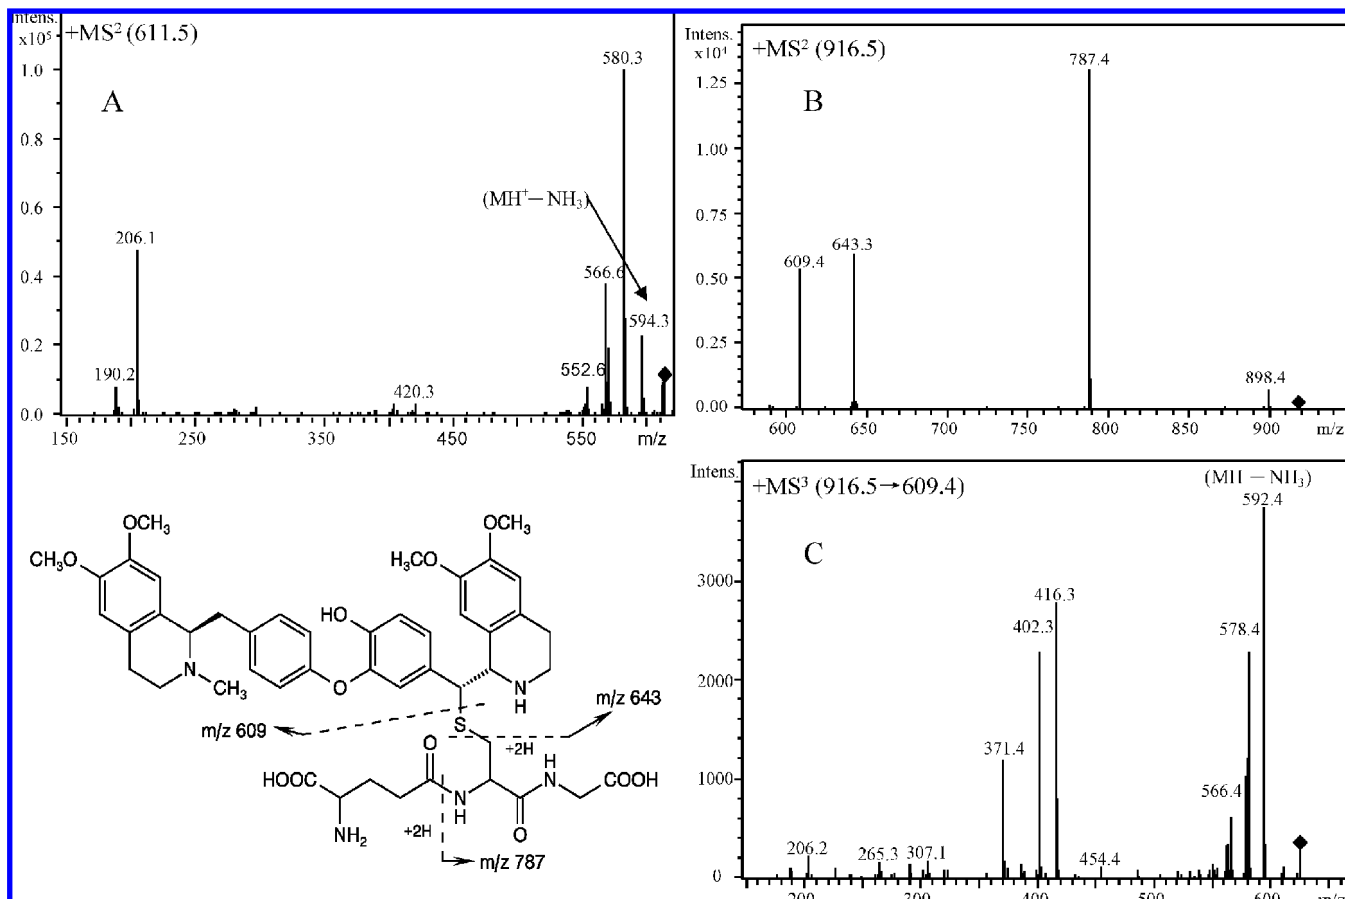 Intens.
x10⁵
+MS² (611.5)
A
1.0
0.8
0.6
0.4
0.2
0.0
580.3
(MH⁺−NH₃)
206.1
566.6
594.3
190.2
552.6
420.3
150
250
350
450
550
m/z
Intens.
x10⁴
+MS² (916.5)
B
1.25
1.00
0.75
0.50
0.25
0.00
787.4
643.3
609.4
898.4
600
650
700
750
800
850
900
m/z
OCH₃
CH₃O
N
CH₃
O
HO
OCH₃
CH₃O
N
H
S
m/z 609
m/z 643
+2H
O
HOOC
NH₂
N
H
H
N
O
COOH
+2H
m/z 787
Intens.
+MS³ (916.5→609.4)
C
(MH − NH₃)
592.4
3000
2000
1000
0
416.3
402.3
578.4
371.4
566.4
206.2
265.3
307.1
454.4
200
300
400
500
600
m/z